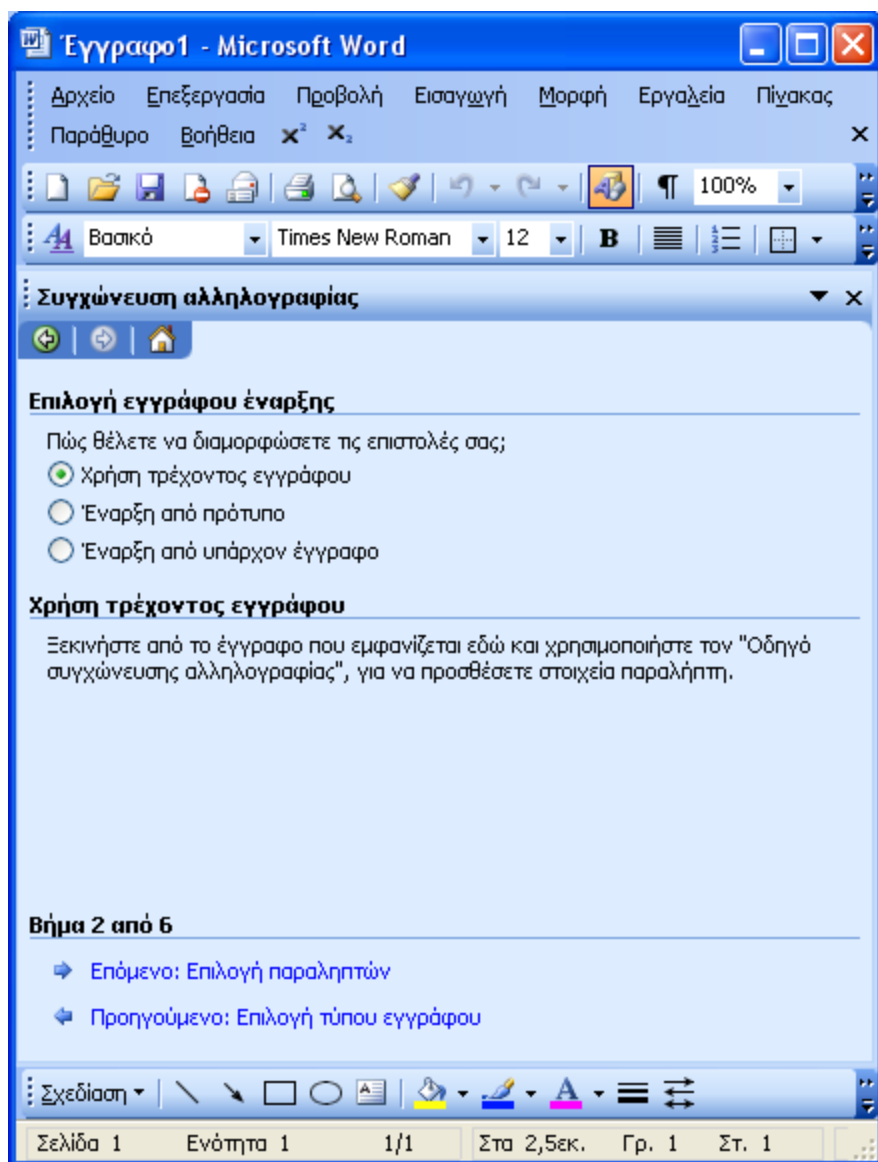 Έγγραφο1 - Microsoft Word
Αρχείο Επεξεργασία Προβολή Εισαγωγή Μορφή Εργαλεία Πίνακας
Παράθυρο Βοήθεια x² x₂
100%
Βασικό Times New Roman 12 B
Συγχώνευση αλληλογραφίας
Επιλογή εγγράφου έναρξης
Πώς θέλετε να διαμορφώσετε τις επιστολές σας;
Χρήση τρέχοντος εγγράφου
Έναρξη από πρότυπο
Έναρξη από υπάρχον έγγραφο
Χρήση τρέχοντος εγγράφου
Ξεκινήστε από το έγγραφο που εμφανίζεται εδώ και χρησιμοποιήστε τον "Οδηγό
συγχώνευσης αλληλογραφίας", για να προσθέσετε στοιχεία παραλήπτη.
Βήμα 2 από 6
Επόμενο: Επιλογή παραληπτών
Προηγούμενο: Επιλογή τύπου εγγράφου
Σχεδίαση
Σελίδα 1 Ενότητα 1 1/1 Στα 2,5εκ. Γρ. 1 Στ. 1